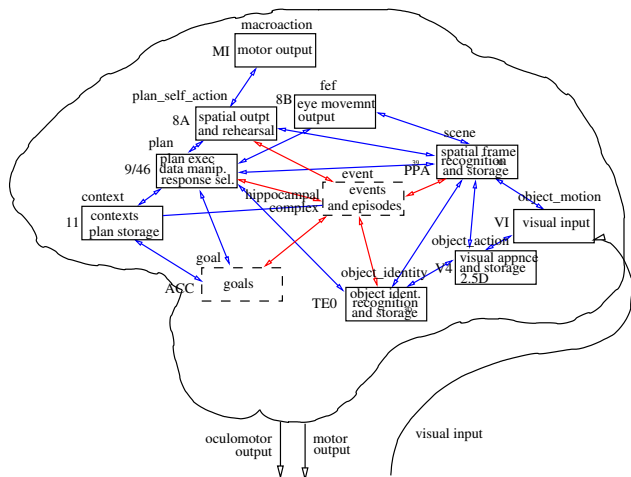 macroaction
MI
motor output
plan_self_action
fef
8B
eye movemnt
output
8A
spatial outpt
and rehearsal
plan
scene
9/46
plan exec
data manip.
response sel.
39
PPA
spatial frame
recognition
and storage
event
hippocampal
complex
events
and episodes
context
11
contexts
plan storage
object_motion
VI
visual input
goal
ACC
goals
object_action
V4
visual appnce
and storage
2.5D
object_identity
TE0
object ident.
recognition
and storage
oculomotor
output
motor
output
visual input